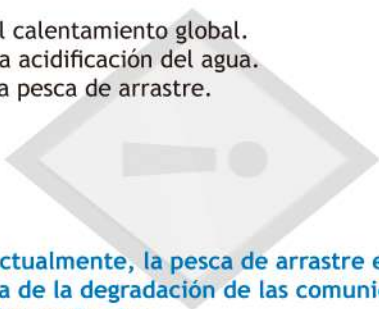 l calentamiento global.
a acidificación del agua.
a pesca de arrastre.
ctualmente, la pesca de arrastre e
a de la degradación de las comuni